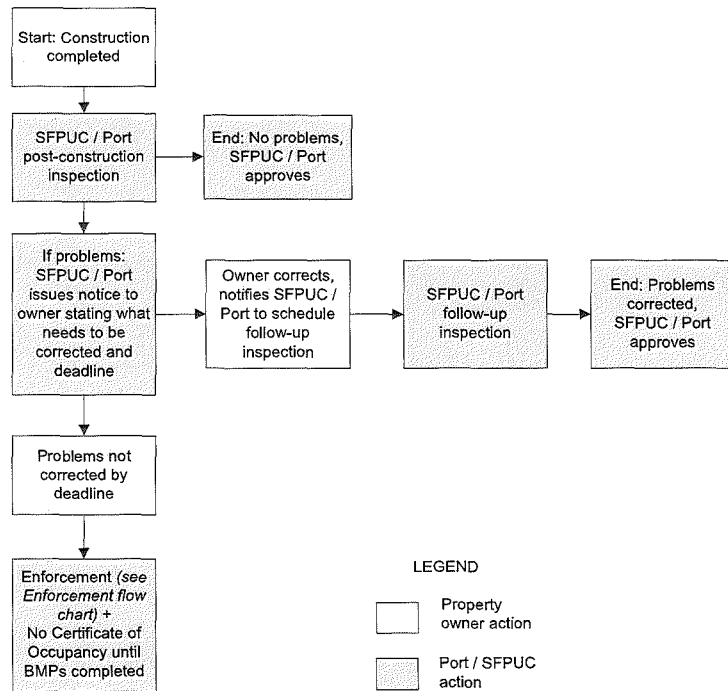 Start: Construction
completed
SFPUC / Port
post-construction
inspection
End: No problems,
SFPUC / Port
approves
If problems:
SFPUC / Port
issues notice to
owner stating what
needs to be
corrected and
deadline
Owner corrects,
notifies SFPUC /
Port to schedule
follow-up
inspection
SFPUC / Port
follow-up
inspection
End: Problems
corrected,
SFPUC / Port
approves
Problems not
corrected by
deadline
Enforcement (see
Enforcement flow
chart) +
No Certificate of
Occupancy until
BMPs completed
LEGEND
Property
owner action
Port / SFPUC
action